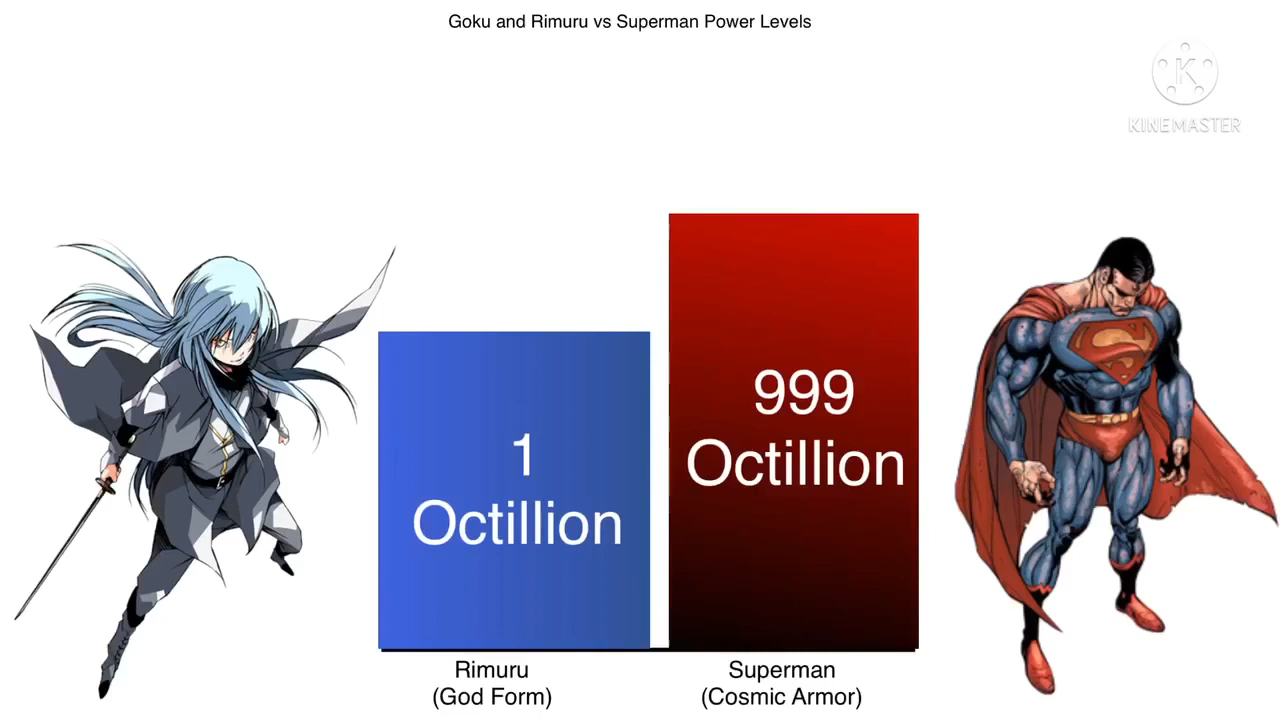 Goku and Rimuru vs Superman Power Levels
K
KINEMASTER
1
Octillion
999
Octillion
Rimuru
(God Form)
Superman
(Cosmic Armor)